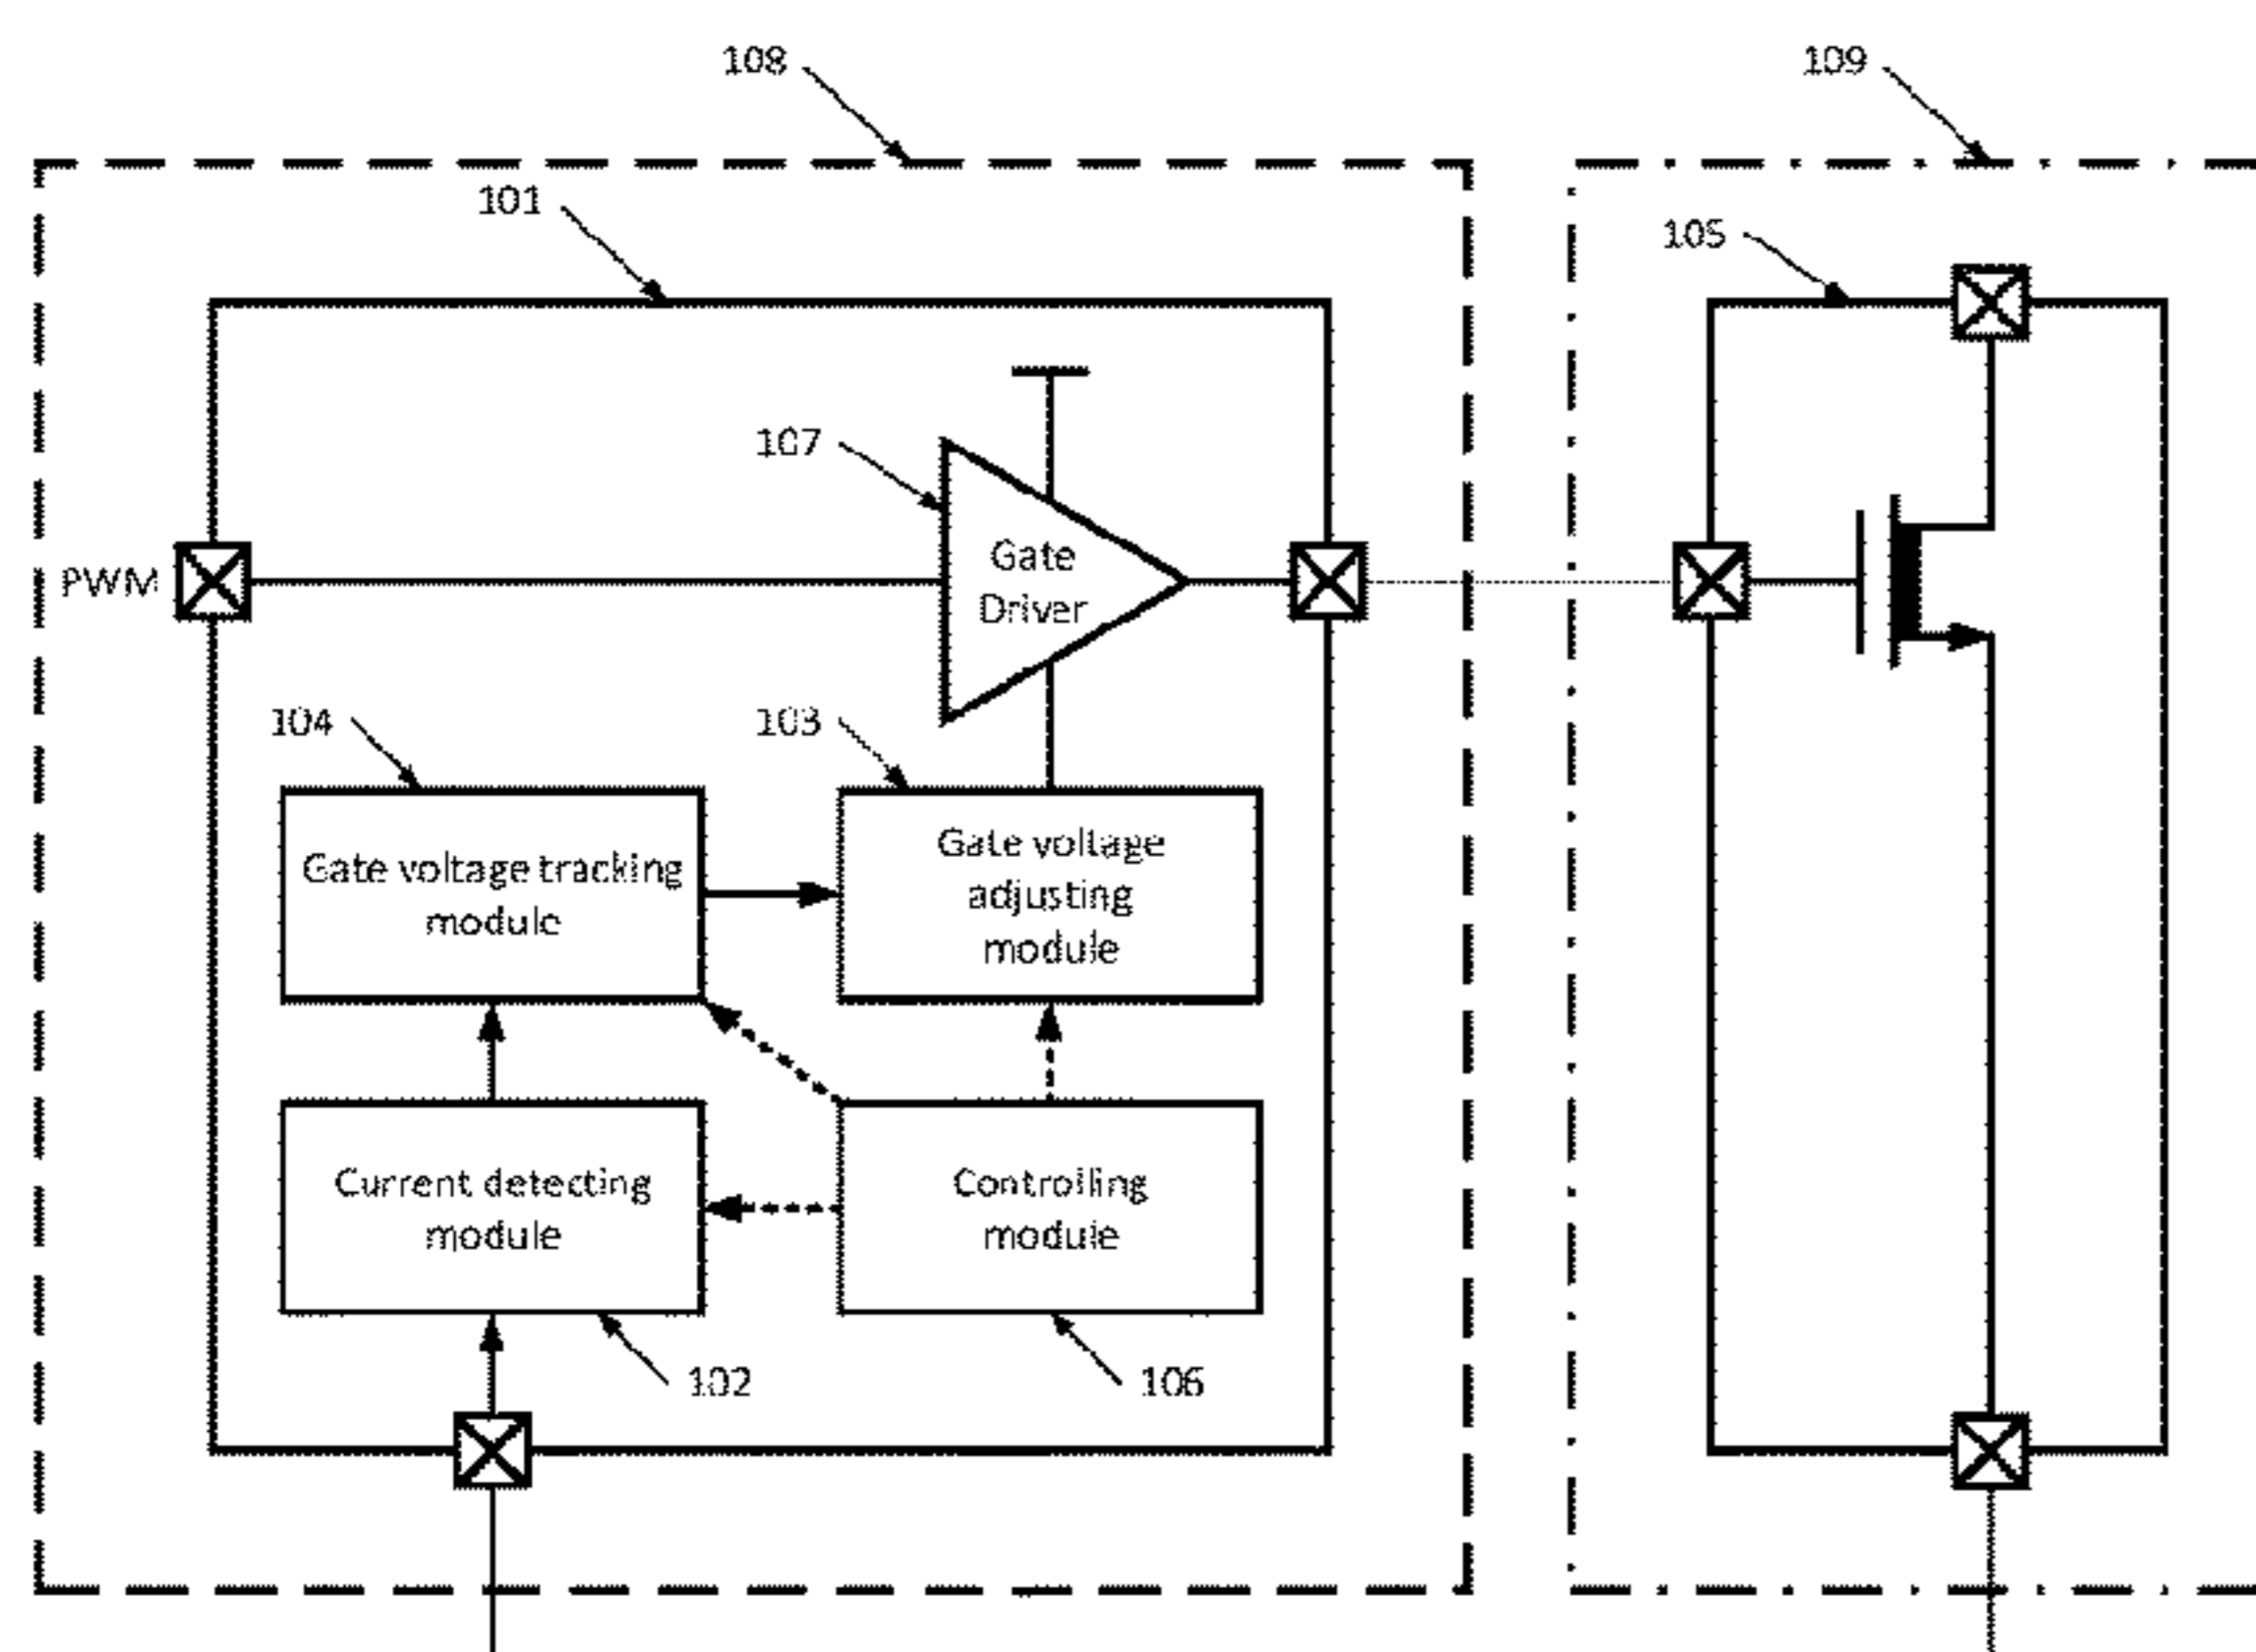 108
109
101
105
107
Gate
Driver
PWM
104
103
Gate voltage tracking
module
Gate voltage
adjusting
module
Current detecting
module
Controlling
module
102
106